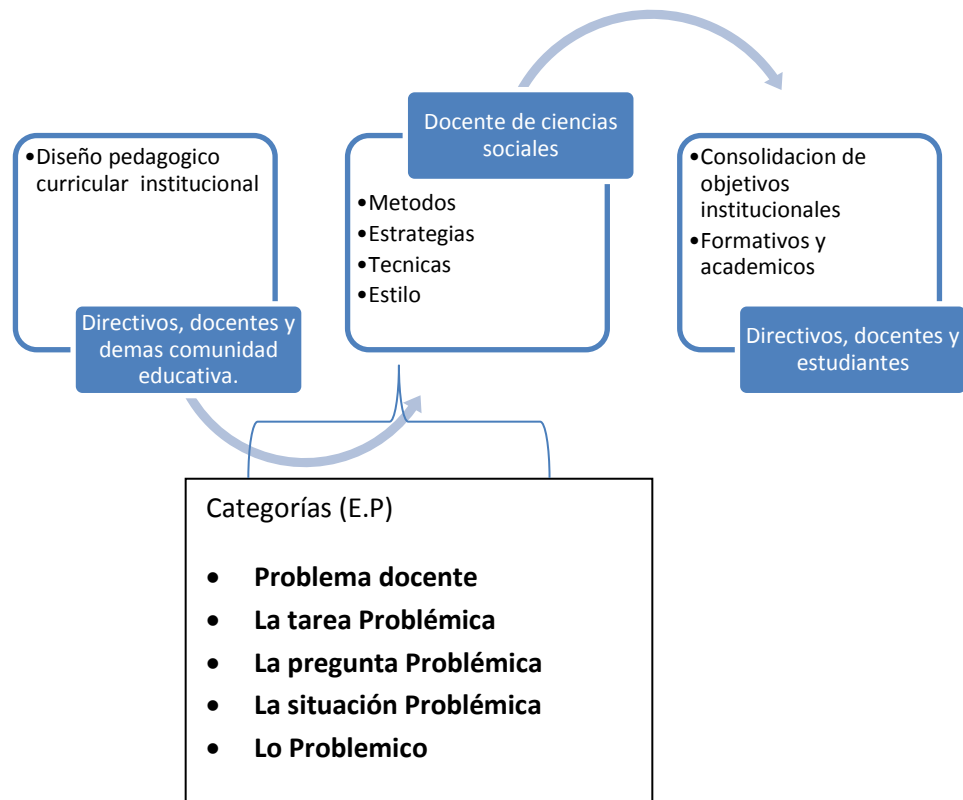 •Diseño pedagogico
curricular institucional
Directivos, docentes y
demas comunidad
educativa.
Docente de ciencias
sociales
•Metodos
•Estrategias
•Tecnicas
•Estilo
•Consolidacion de
objetivos
institucionales
•Formativos y
academicos
Directivos, docentes y
estudiantes
Categorías (E.P)
• Problema docente
• La tarea Problémica
• La pregunta Problémica
• La situación Problémica
• Lo Problemico